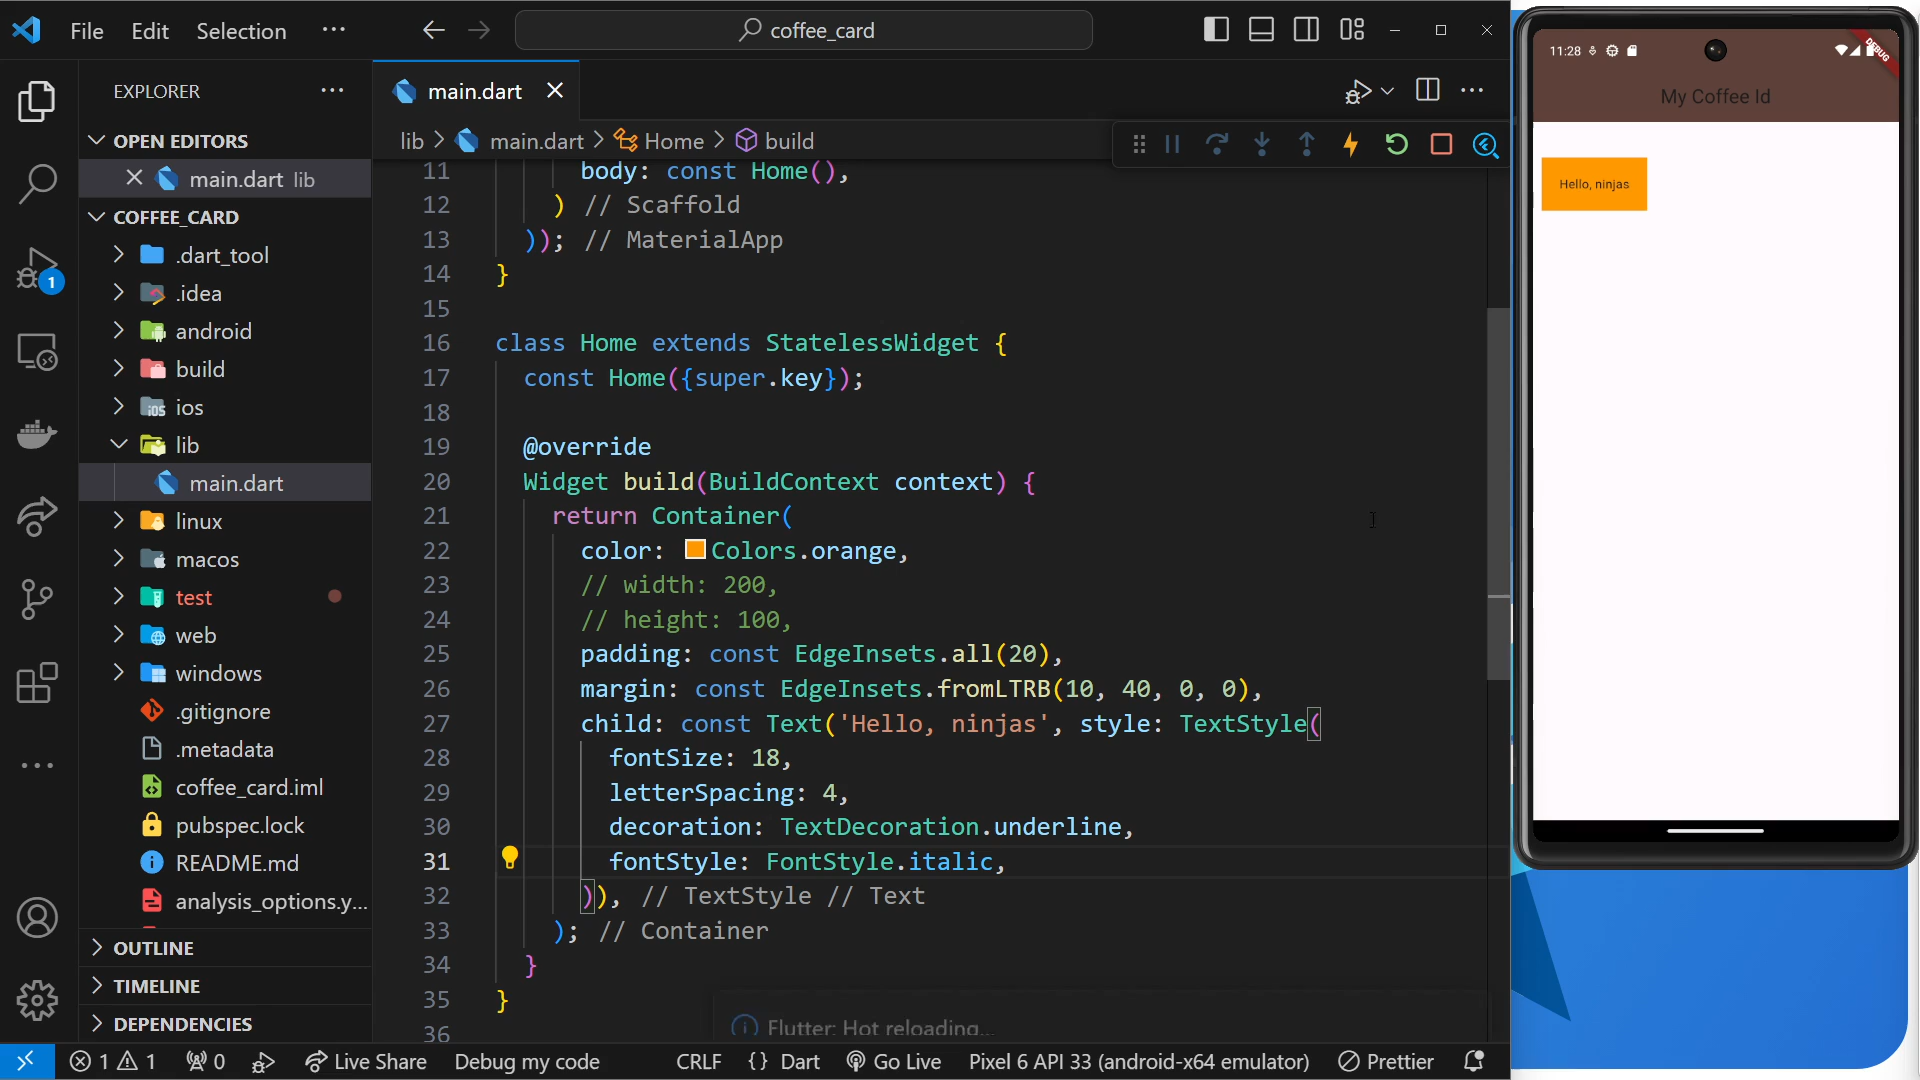 File Edit Selection ···
coffee_card
EXPLORER ···
OPEN EDITORS
main.dart lib
COFFEE_CARD
.dart_tool
.idea
android
build
ios
lib
main.dart
linux
macos
test
web
windows
.gitignore
.metadata
coffee_card.iml
pubspec.lock
README.md
analysis_options.y...
OUTLINE
TIMELINE
DEPENDENCIES
1
main.dart
lib > main.dart > Home > build
11 body: const Home(),
12 ) // Scaffold
13 )); // MaterialApp
14 }
15
16 class Home extends StatelessWidget {
17 const Home({super.key});
18
19 @override
20 Widget build(BuildContext context) {
21 return Container(
22 color: Colors.orange,
23 // width: 200,
24 // height: 100,
25 padding: const EdgeInsets.all(20),
26 margin: const EdgeInsets.fromLTRB(10, 40, 0, 0),
27 child: const Text('Hello, ninjas', style: TextStyle(
28 fontSize: 18,
29 letterSpacing: 4,
30 decoration: TextDecoration.underline,
31 fontStyle: FontStyle.italic,
32 )), // TextStyle // Text
33 ); // Container
34 }
35 }
36
Flutter: Hot reloading...
1 1 0 Live Share Debug my code CRLF {} Dart Go Live Pixel 6 API 33 (android-x64 emulator) Prettier
11:28
DEBUG
My Coffee Id
Hello, ninjas